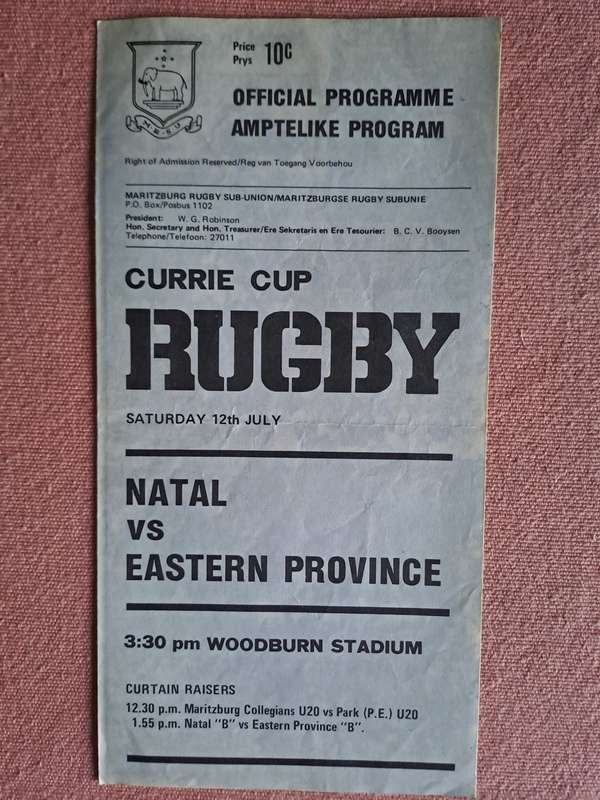 Price
Prys 10c
OFFICIAL PROGRAMME
AMPTELIKE PROGRAM
M.R.S.U
Right of Admission Reserved/Reg van Toegang Voorbehou
MARITZBURG RUGBY SUB-UNION/MARITZBURGSE RUGBY SUBUNIE
P.O. Box/Posbus 1102
President: W. G. Robinson
Hon. Secretary and Hon. Treasurer/Ere Sekretaris en Ere Tesourier: B. C. V. Booysen
Telephone/Telefoon: 27011
CURRIE CUP
RUGBY
SATURDAY 12th JULY
NATAL
VS
EASTERN PROVINCE
3:30 pm WOODBURN STADIUM
CURTAIN RAISERS
12.30 p.m. Maritzburg Collegians U20 vs Park (P.E.) U20
1.55 p.m. Natal "B" vs Eastern Province "B".